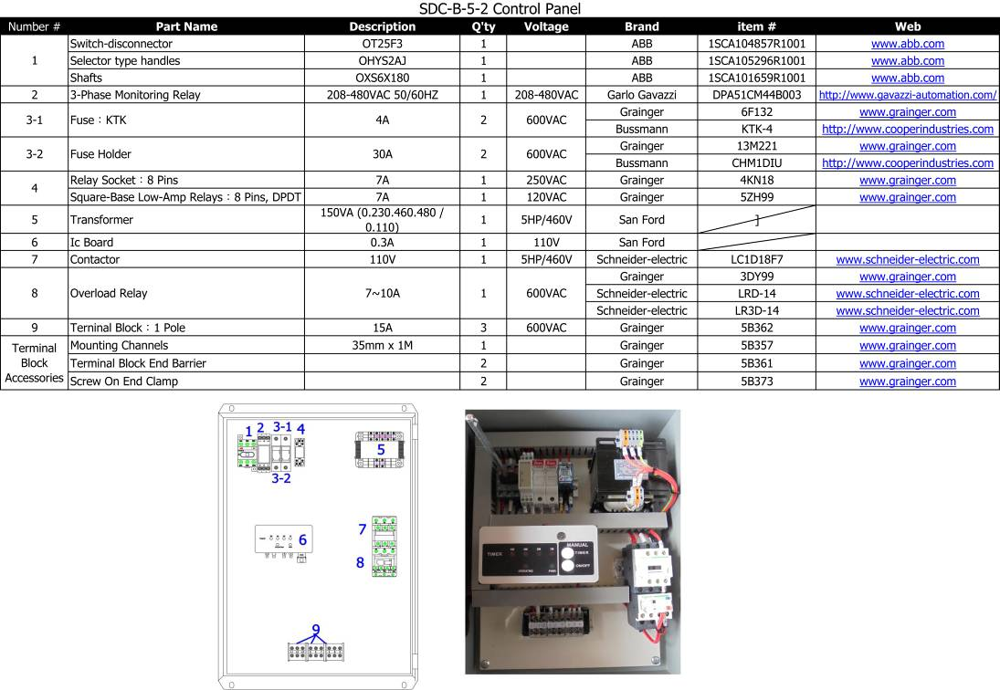 SDC-B-5-2 Control Panel
Number # Part Name Description Q'ty Voltage Brand item # Web
1 Switch-disconnector OT25F3 1 ABB 1SCA104857R1001 www.abb.com
Selector type handles OHYS2AJ 1 ABB 1SCA105296R1001 www.abb.com
Shafts OXS6X180 1 ABB 1SCA101659R1001 www.abb.com
2 3-Phase Monitoring Relay 208-480VAC 50/60HZ 1 208-480VAC Garlo Gavazzi DPA51CM44B003 http://www.gavazzi-automation.com/
3-1 Fuse：KTK 4A 2 600VAC Grainger 6F132 www.grainger.com
Bussmann KTK-4 http://www.cooperindustries.com
3-2 Fuse Holder 30A 2 600VAC Grainger 13M221 www.grainger.com
Bussmann CHM1DIU http://www.cooperindustries.com
4 Relay Socket：8 Pins 7A 1 250VAC Grainger 4KN18 www.grainger.com
Square-Base Low-Amp Relays：8 Pins, DPDT 7A 1 120VAC Grainger 5ZH99 www.grainger.com
5 Transformer 150VA (0.230.460.480 / 0.110) 1 5HP/460V San Ford ]
6 Ic Board 0.3A 1 110V San Ford
7 Contactor 110V 1 5HP/460V Schneider-electric LC1D18F7 www.schneider-electric.com
8 Overload Relay 7~10A 1 600VAC Grainger 3DY99 www.grainger.com
Schneider-electric LRD-14 www.schneider-electric.com
Schneider-electric LR3D-14 www.schneider-electric.com
9 Terninal Block：1 Pole 15A 3 600VAC Grainger 5B362 www.grainger.com
Terminal Block Accessories Mounting Channels 35mm x 1M 1 Grainger 5B357 www.grainger.com
Terminal Block End Barrier 2 Grainger 5B361 www.grainger.com
Screw On End Clamp 2 Grainger 5B373 www.grainger.com
1 2 3-1 4
5
3-2
7
6
8
9
MANUAL
TIMER TIMER
ON/OFF
OPERATING PWR